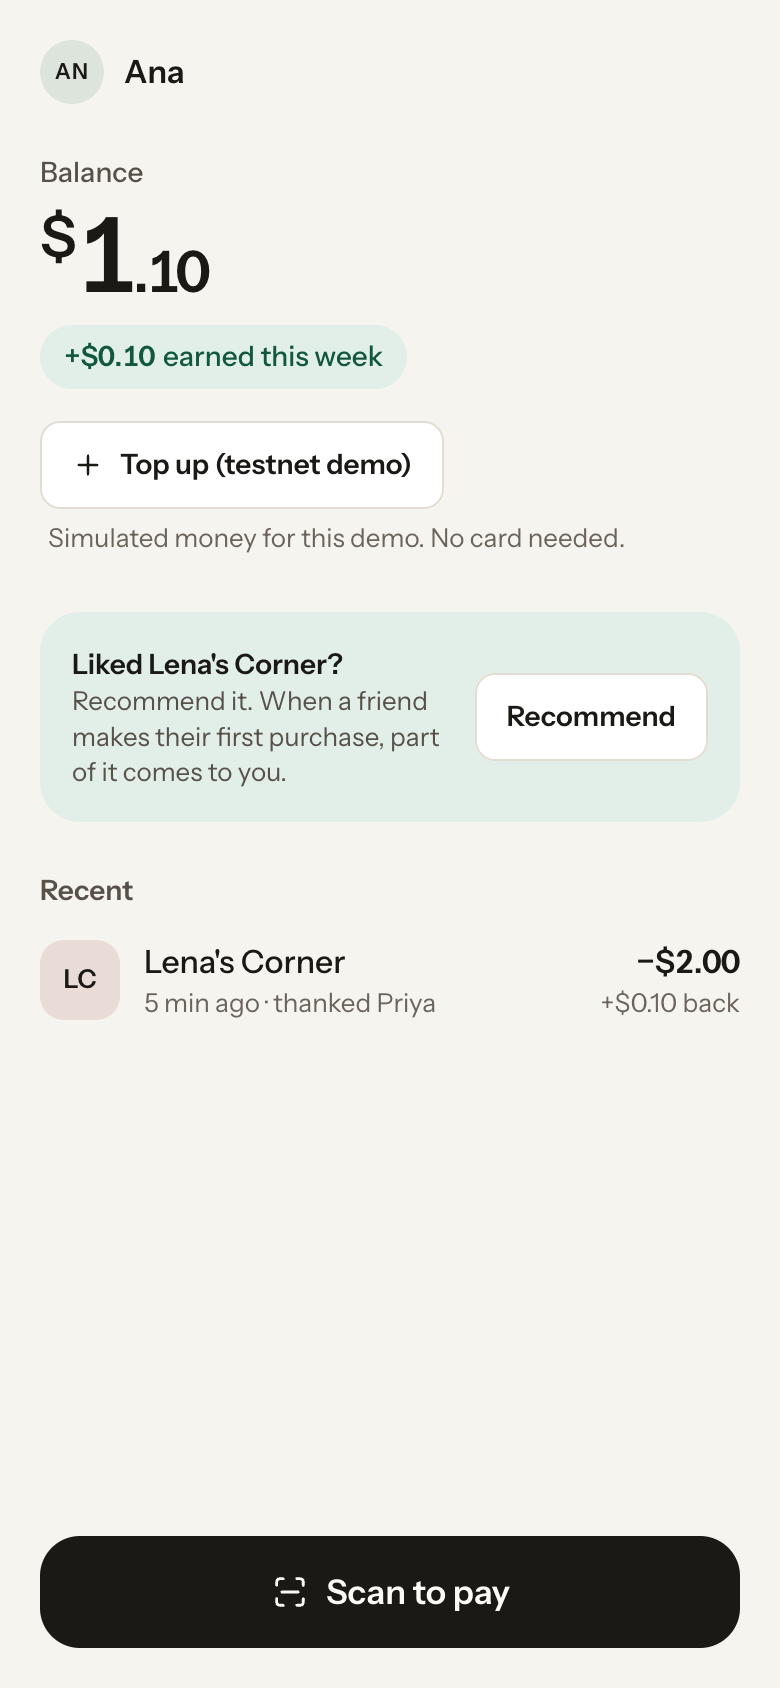 AN Ana
Balance
$1.10
+$0.10 earned this week
+ Top up (testnet demo)
Simulated money for this demo. No card needed.
Liked Lena's Corner?
Recommend it. When a friend
makes their first purchase, part
of it comes to you.
Recommend
Recent
LC
Lena's Corner
−$2.00
5 min ago · thanked Priya
+$0.10 back
Scan to pay